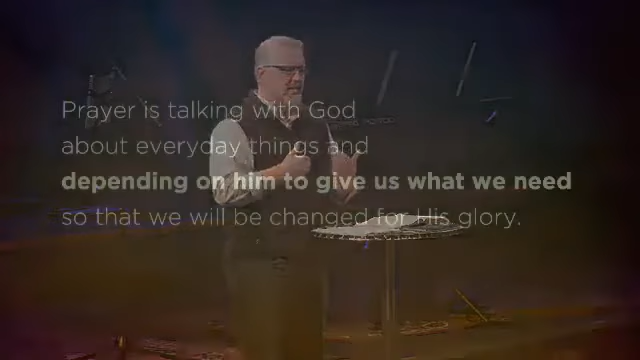 Prayer is talking with God
about everyday things and
depending on him to give us what we need
so that we will be changed for His glory.